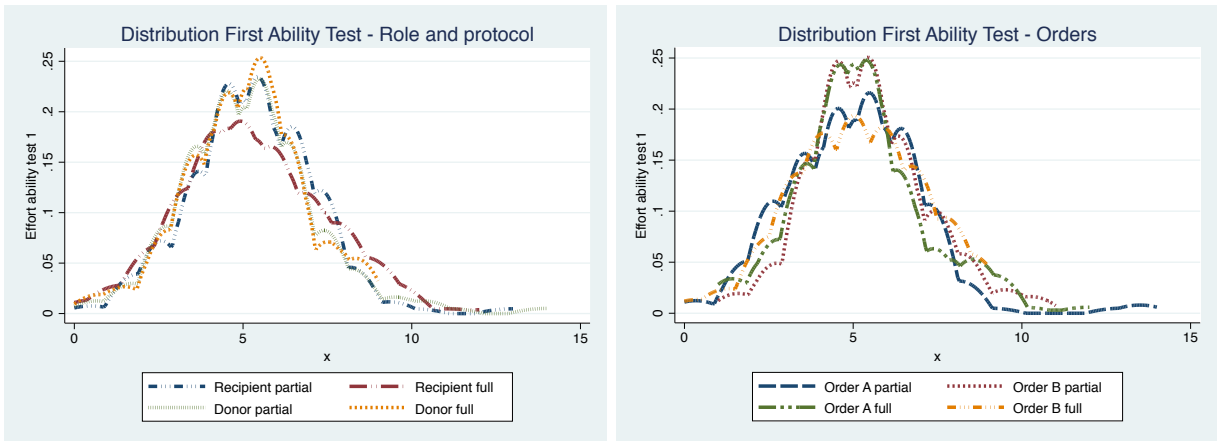 Distribution First Ability Test - Role and protocol
Effort ability test 1
.25
.2
.15
.1
.05
0
0
5
10
15
x
Recipient partial
Recipient full
Donor partial
Donor full
Distribution First Ability Test - Orders
Effort ability test 1
.25
.2
.15
.1
.05
0
0
5
10
15
x
Order A partial
Order B partial
Order A full
Order B full